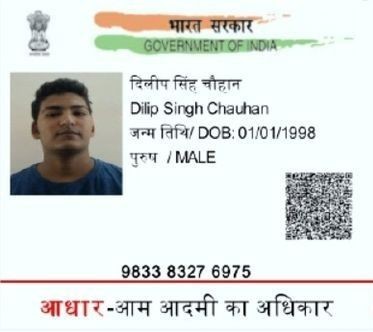 भारत सरकार
GOVERNMENT OF INDIA
दिलीप सिंह चौहान
Dilip Singh Chauhan
जन्म तिथि/ DOB: 01/01/1998
पुरुष / MALE
9833 8327 6975
आधार-आम आदमी का अधिकार